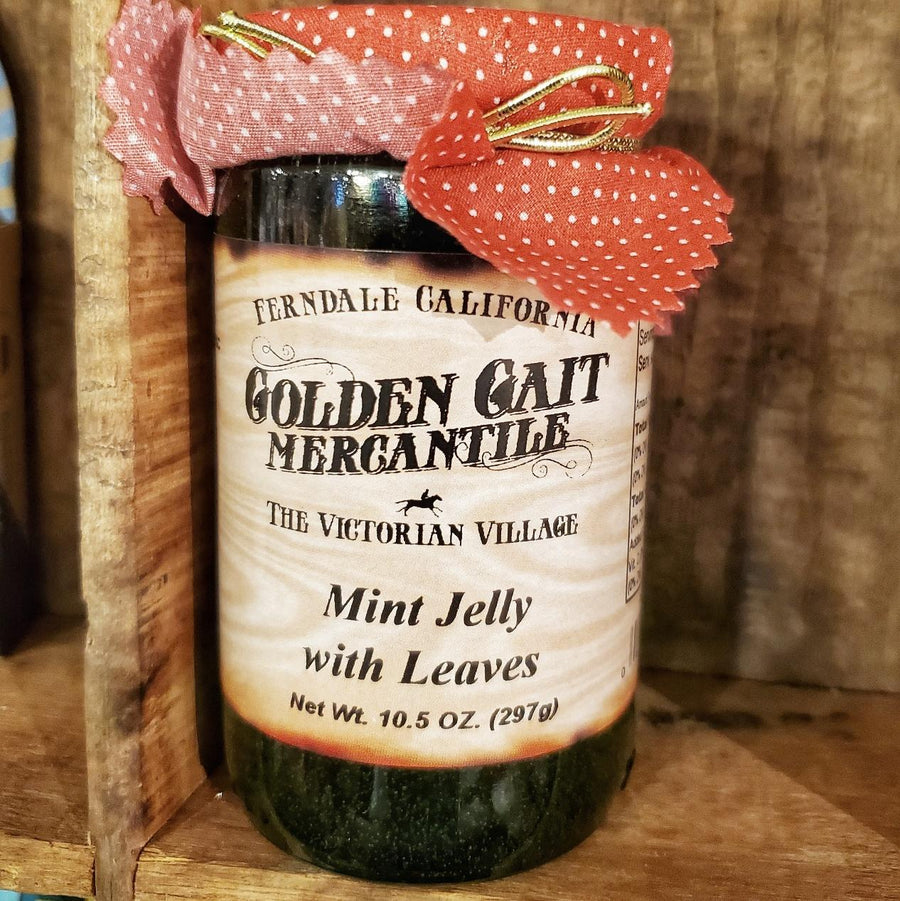 FERNDALE CALIFORNIA
GOLDEN GAIT
MERCANTILE
THE VICTORIAN VILLAGE
Mint Jelly
with Leaves
Net Wt. 10.5 OZ. (297g)